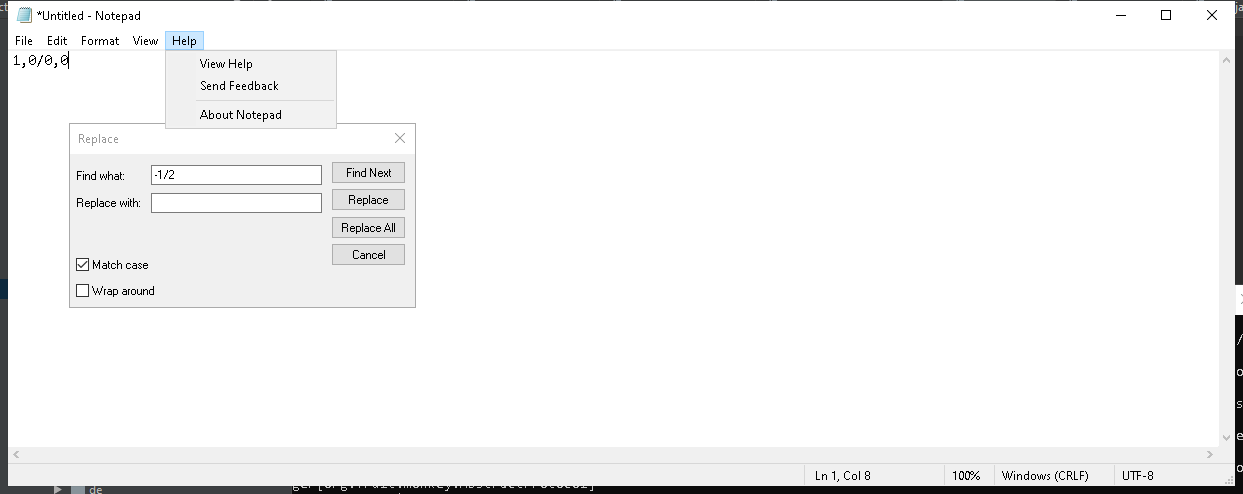 *Untitled - Notepad
File Edit Format View Help
1,0/0,0
View Help
Send Feedback
About Notepad
Replace
Find what: -1/2 Find Next
Replace with: Replace
Replace All
Cancel
Match case
Wrap around
Ln 1, Col 8 100% Windows (CRLF) UTF-8
de